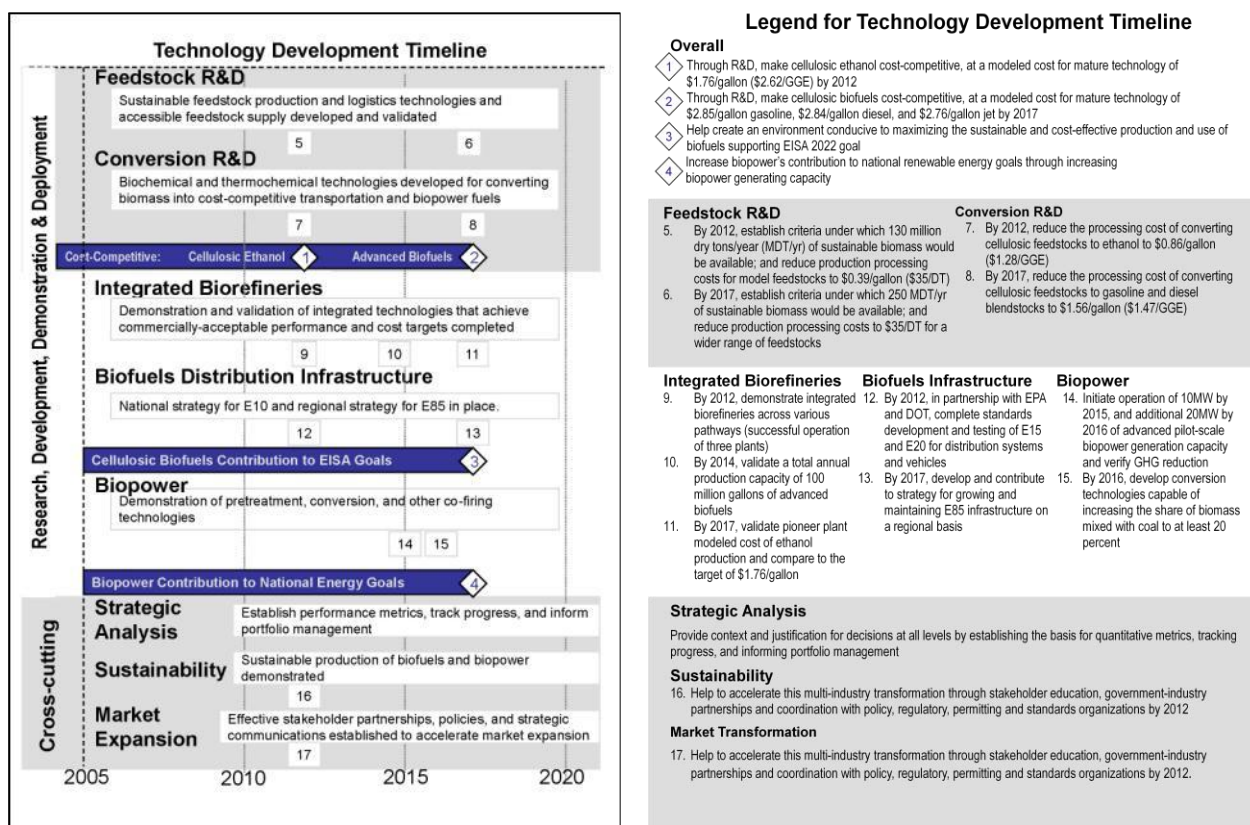 Technology Development Timeline
Research, Development, Demonstration & Deployment
Feedstock R&D
Sustainable feedstock production and logistics technologies and
accessible feedstock supply developed and validated
5 6
Conversion R&D
Biochemical and thermochemical technologies developed for converting
biomass into cost-competitive transportation and biopower fuels
7 8
Cort-Competitive: Cellulosic Ethanol 1 Advanced Biofuels 2
Integrated Biorefineries
Demonstration and validation of integrated technologies that achieve
commercially-acceptable performance and cost targets completed
9 10 11
Biofuels Distribution Infrastructure
National strategy for E10 and regional strategy for E85 in place.
12 13
Cellulosic Biofuels Contribution to EISA Goals 3
Biopower
Demonstration of pretreatment, conversion, and other co-firing
technologies
14 15
Biopower Contribution to National Energy Goals 4
Cross-cutting
Strategic
Analysis
Establish performance metrics, track progress, and inform
portfolio management
Sustainability
Sustainable production of biofuels and biopower
demonstrated
16
Market
Expansion
Effective stakeholder partnerships, policies, and strategic
communications established to accelerate market expansion
17
2005 2010 2015 2020
Legend for Technology Development Timeline
Overall
1 Through R&D, make cellulosic ethanol cost-competitive, at a modeled cost for mature technology of
$1.76/gallon ($2.62/GGE) by 2012
2 Through R&D, make cellulosic biofuels cost-competitive, at a modeled cost for mature technology of
$2.85/gallon gasoline, $2.84/gallon diesel, and $2.76/gallon jet by 2017
3 Help create an environment conducive to maximizing the sustainable and cost-effective production and use of
biofuels supporting EISA 2022 goal
4 Increase biopower's contribution to national renewable energy goals through increasing
biopower generating capacity
Feedstock R&D
5. By 2012, establish criteria under which 130 million
dry tons/year (MDT/yr) of sustainable biomass would
be available; and reduce production processing
costs for model feedstocks to $0.39/gallon ($35/DT)
6. By 2017, establish criteria under which 250 MDT/yr
of sustainable biomass would be available; and
reduce production processing costs to $35/DT for a
wider range of feedstocks
Conversion R&D
7. By 2012, reduce the processing cost of converting
cellulosic feedstocks to ethanol to $0.86/gallon
($1.28/GGE)
8. By 2017, reduce the processing cost of converting
cellulosic feedstocks to gasoline and diesel
blendstocks to $1.56/gallon ($1.47/GGE)
Integrated Biorefineries
9. By 2012, demonstrate integrated
biorefineries across various
pathways (successful operation
of three plants)
10. By 2014, validate a total annual
production capacity of 100
million gallons of advanced
biofuels
11. By 2017, validate pioneer plant
modeled cost of ethanol
production and compare to the
target of $1.76/gallon
Biofuels Infrastructure
12. By 2012, in partnership with EPA
and DOT, complete standards
development and testing of E15
and E20 for distribution systems
and vehicles
13. By 2017, develop and contribute
to strategy for growing and
maintaining E85 infrastructure on
a regional basis
Biopower
14. Initiate operation of 10MW by
2015, and additional 20MW by
2016 of advanced pilot-scale
biopower generation capacity
and verify GHG reduction
15. By 2016, develop conversion
technologies capable of
increasing the share of biomass
mixed with coal to at least 20
percent
Strategic Analysis
Provide context and justification for decisions at all levels by establishing the basis for quantitative metrics, tracking
progress, and informing portfolio management
Sustainability
16. Help to accelerate this multi-industry transformation through stakeholder education, government-industry
partnerships and coordination with policy, regulatory, permitting and standards organizations by 2012
Market Transformation
17. Help to accelerate this multi-industry transformation through stakeholder education, government-industry
partnerships and coordination with policy, regulatory, permitting and standards organizations by 2012.